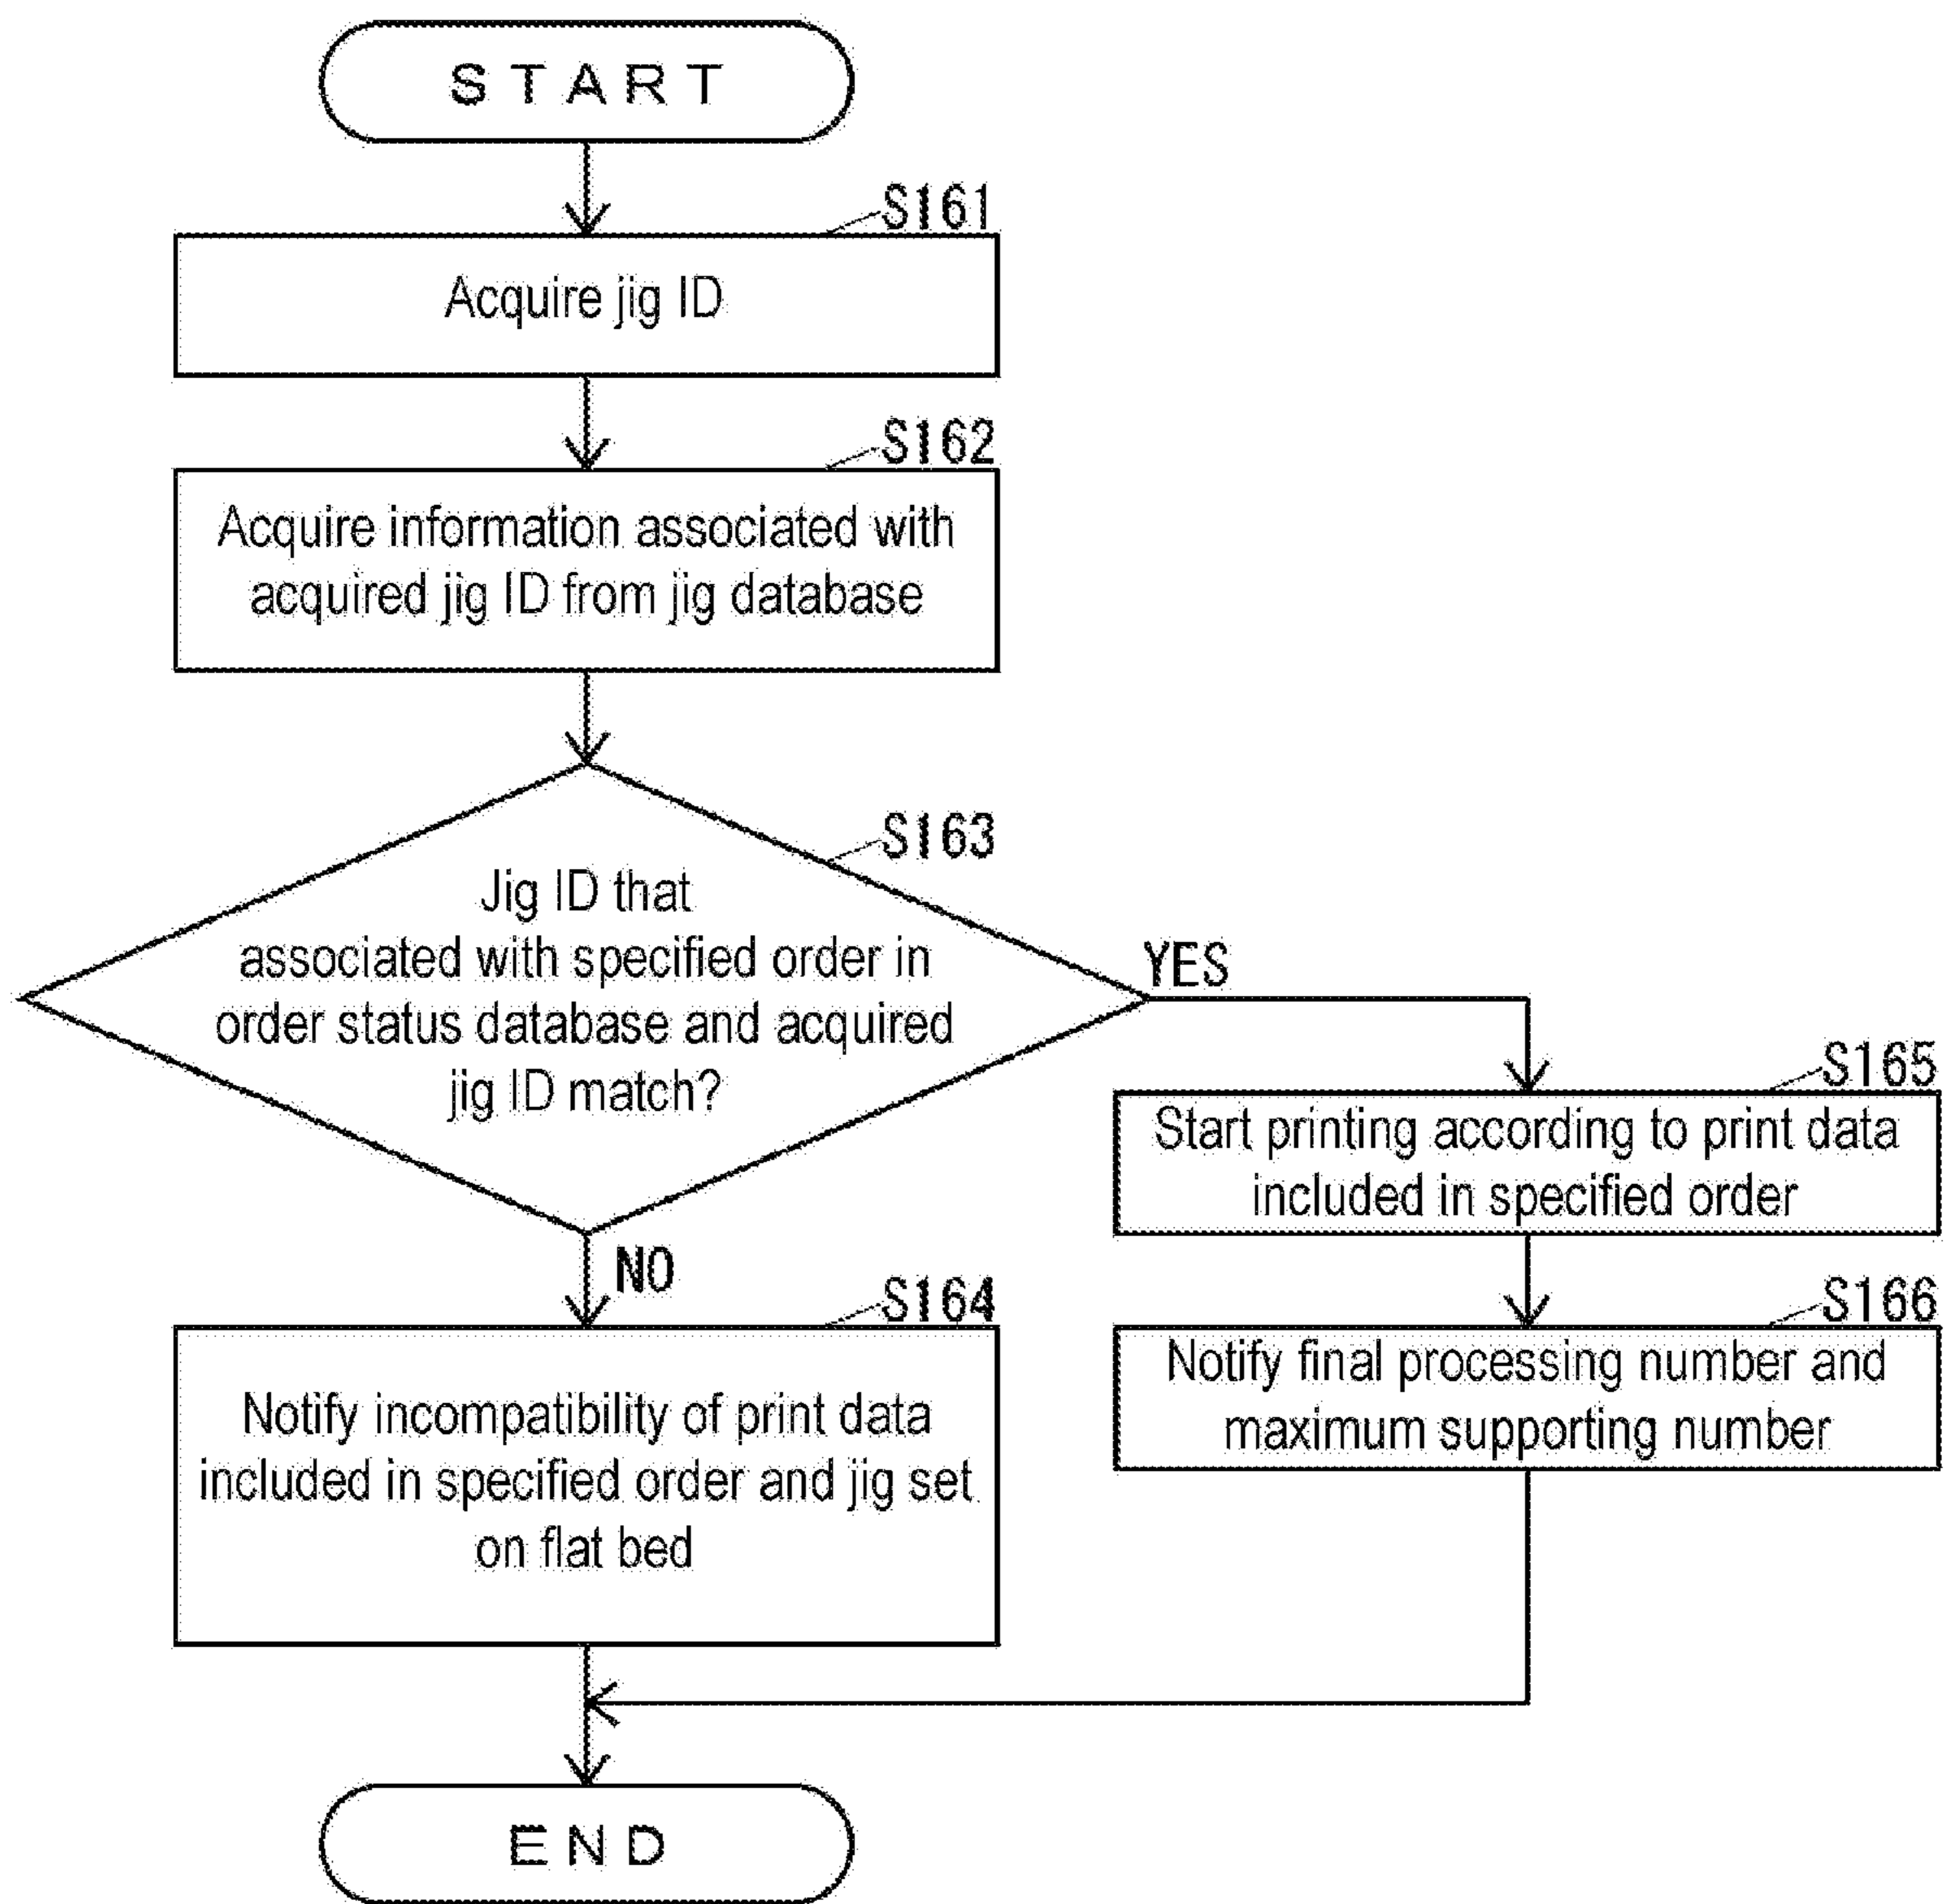 START
S161
Acquire jig ID
S162
Acquire information associated with
acquired jig ID from jig database
S163
Jig ID that
associated with specified order in
order status database and acquired
jig ID match?
YES
NO
S164
Notify incompatibility of print data
included in specified order and jig set
on flat bed
S165
Start printing according to print data
included in specified order
S166
Notify final processing number and
maximum supporting number
END